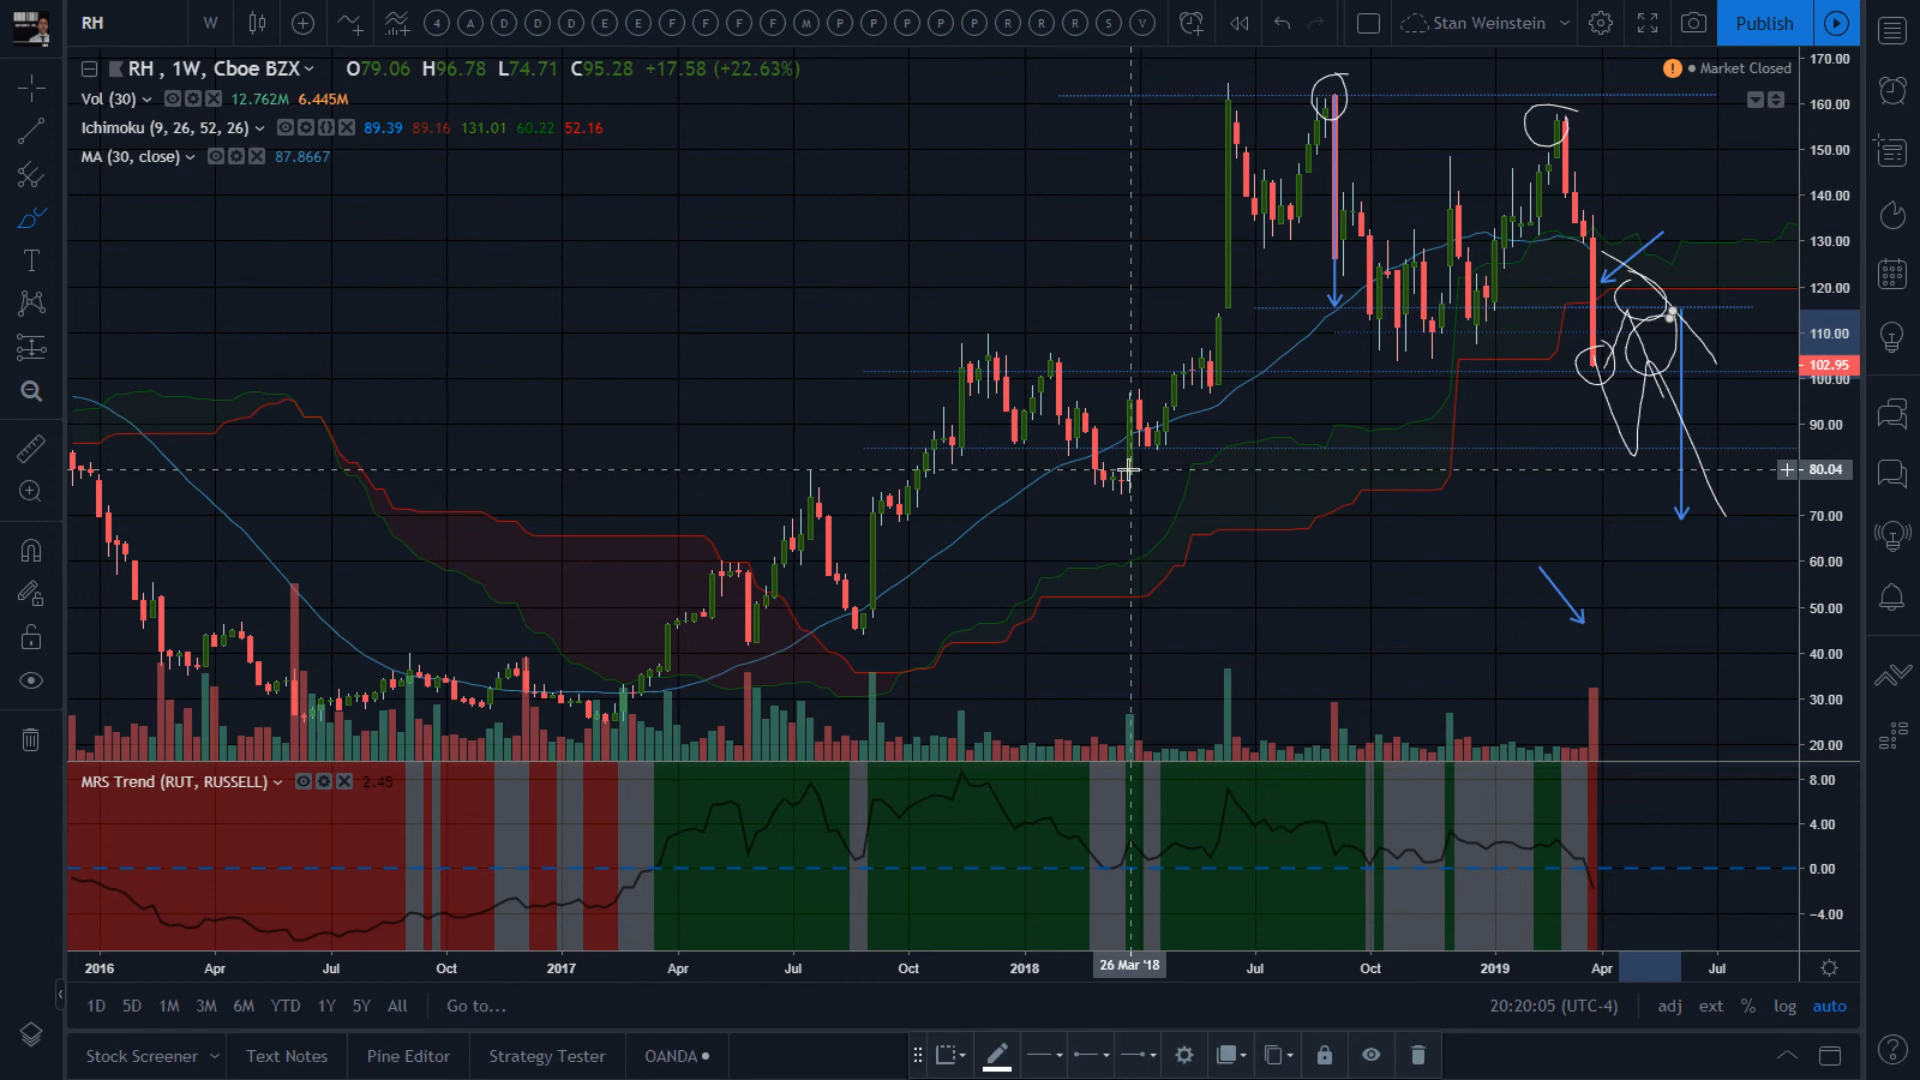 RH W 4 A D D D E E F F F F M P P P P P R R R S V Stan Weinstein Publish
RH , 1W, Cboe BZX O79.06 H96.78 L74.71 C95.28 +17.58 (+22.63%)
! Market Closed
Vol (30) 12.762M 6.445M
Ichimoku (9, 26, 52, 26) 89.39 89.16 131.01 60.22 52.16
MA (30, close) 87.8667
170.00
160.00
150.00
140.00
130.00
120.00
110.00
102.95
100.00
90.00
80.04
70.00
60.00
50.00
40.00
30.00
20.00
MRS Trend (RUT, RUSSELL) 2.45
8.00
4.00
0.00
−4.00
2016 Apr Jul Oct 2017 Apr Jul Oct 2018 26 Mar '18 Jul Oct 2019 Apr Jul
1D 5D 1M 3M 6M YTD 1Y 5Y All Go to... 20:20:05 (UTC-4) adj ext % log auto
Stock Screener Text Notes Pine Editor Strategy Tester OANDA